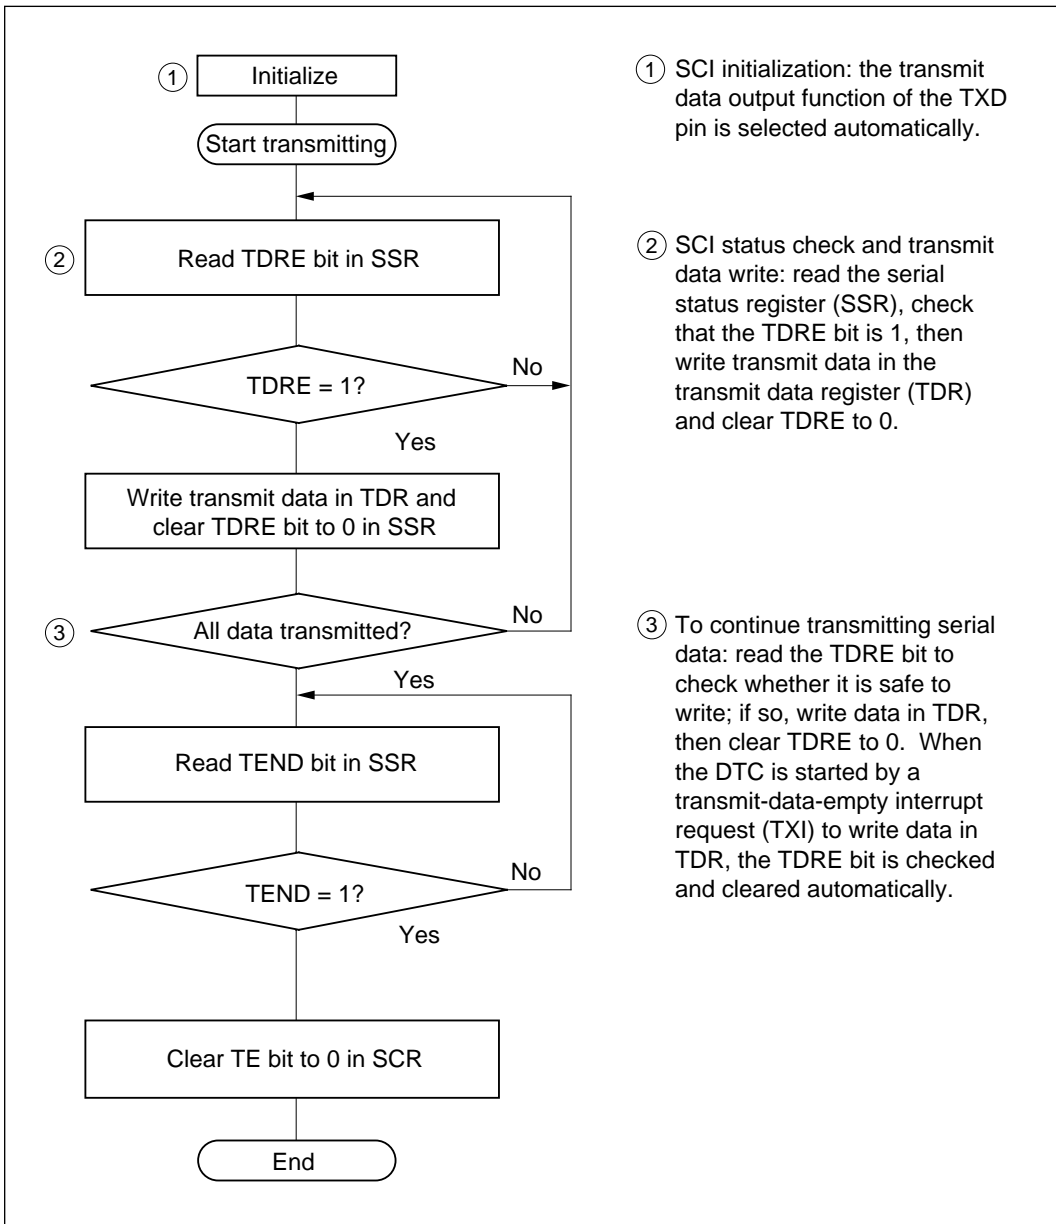 1 Initialize
Start transmitting
2 Read TDRE bit in SSR
TDRE = 1?
No
Yes
Write transmit data in TDR and
clear TDRE bit to 0 in SSR
3 All data transmitted?
No
Yes
Read TEND bit in SSR
TEND = 1?
No
Yes
Clear TE bit to 0 in SCR
End
1 SCI initialization: the transmit
data output function of the TXD
pin is selected automatically.
2 SCI status check and transmit
data write: read the serial
status register (SSR), check
that the TDRE bit is 1, then
write transmit data in the
transmit data register (TDR)
and clear TDRE to 0.
3 To continue transmitting serial
data: read the TDRE bit to
check whether it is safe to
write; if so, write data in TDR,
then clear TDRE to 0.  When
the DTC is started by a
transmit-data-empty interrupt
request (TXI) to write data in
TDR, the TDRE bit is checked
and cleared automatically.